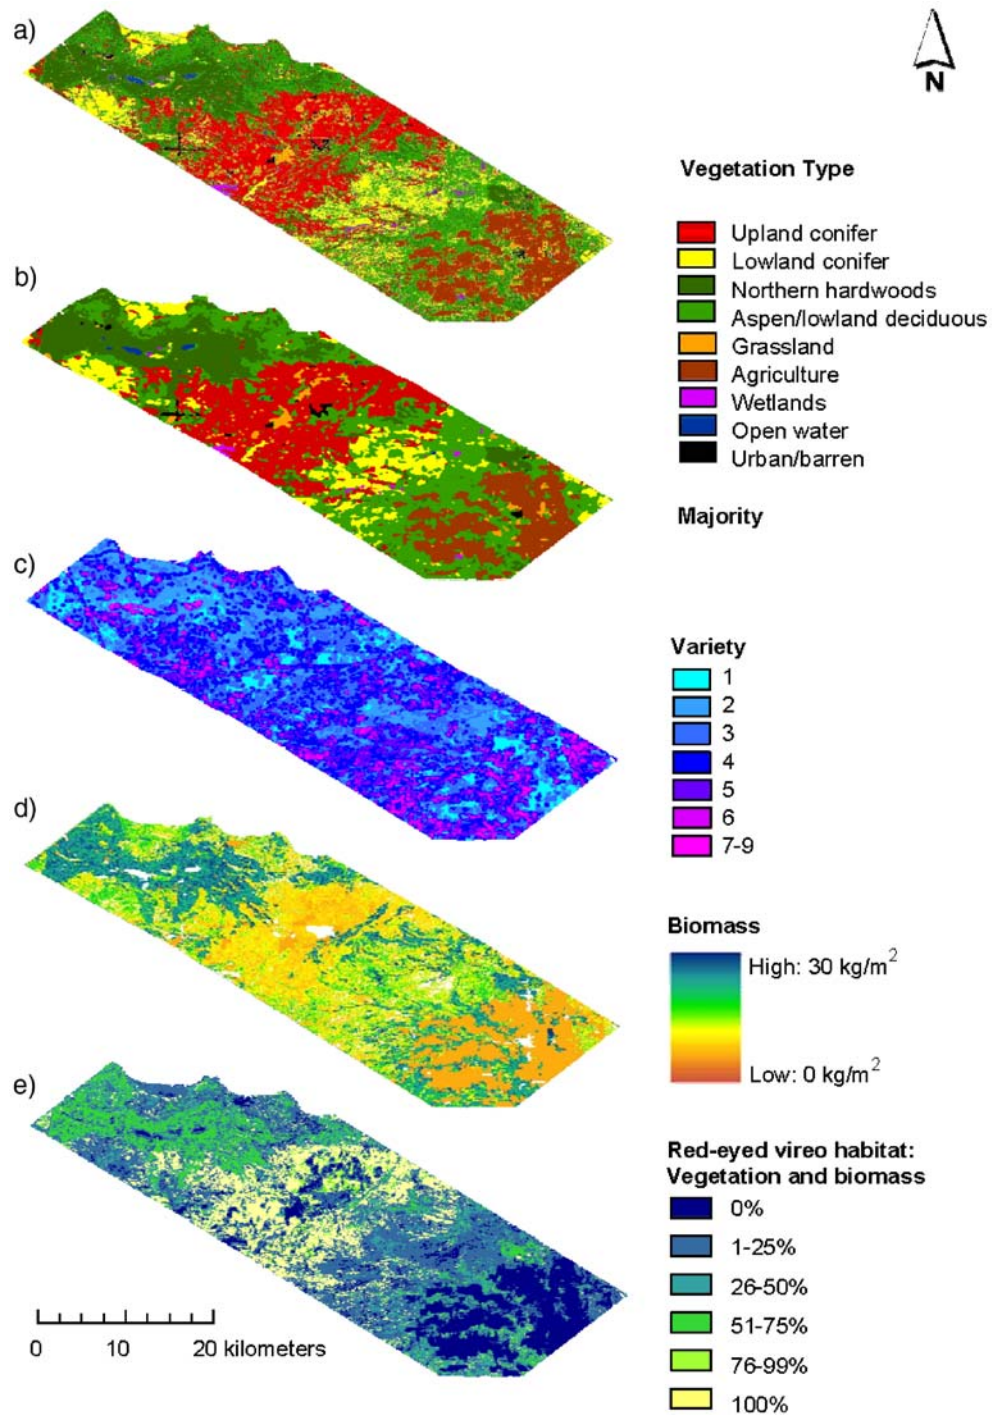 a)
N
Vegetation Type
Upland conifer
Lowland conifer
Northern hardwoods
Aspen/lowland deciduous
Grassland
Agriculture
Wetlands
Open water
Urban/barren
b)
Majority
c)
Variety
1
2
3
4
5
6
7-9
d)
Biomass
High: 30 kg/m²
Low: 0 kg/m²
e)
Red-eyed vireo habitat:
Vegetation and biomass
0%
1-25%
26-50%
51-75%
76-99%
100%
0 10 20 kilometers